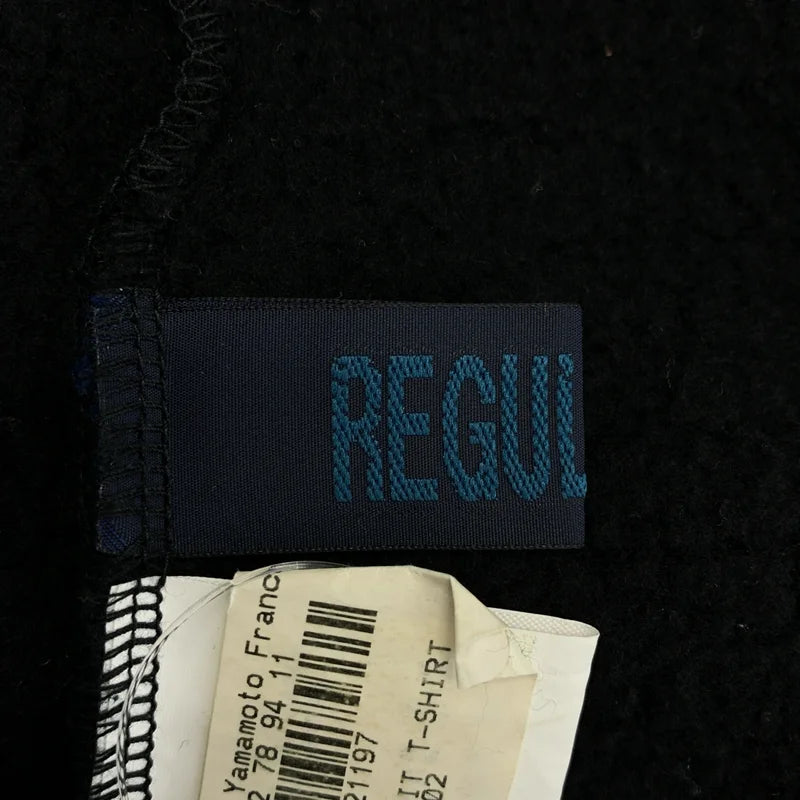 REGUL
Yamamoto Franc
2 78 94 11
21197
IT T-SHIRT
02